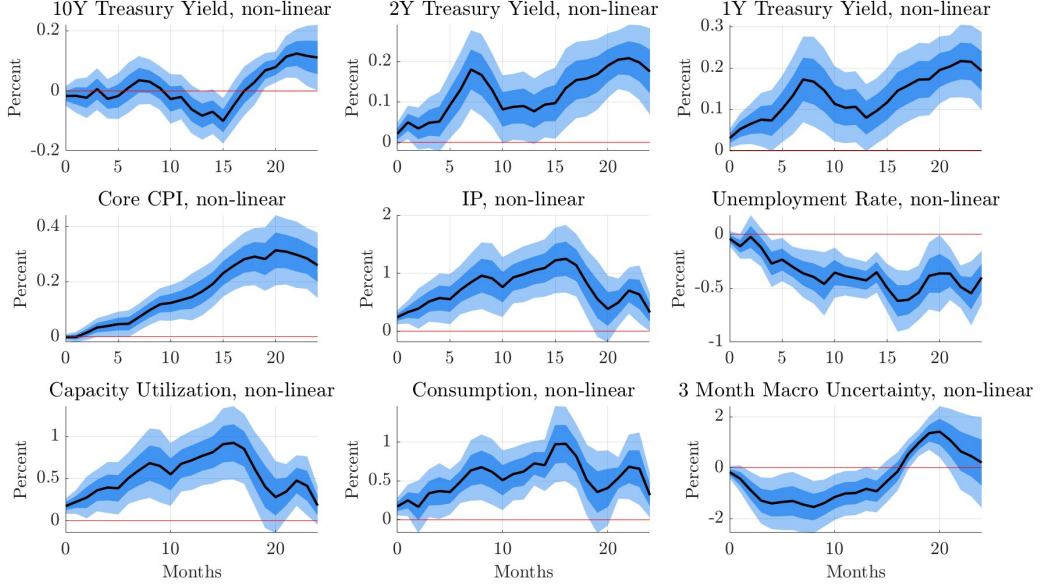 10Y Treasury Yield, non-linear
2Y Treasury Yield, non-linear
1Y Treasury Yield, non-linear
Percent
0.2
0
-0.2
0 5 10 15 20
Percent
0.2
0.1
0
0 5 10 15 20
Percent
0.3
0.2
0.1
0
0 5 10 15 20
Core CPI, non-linear
IP, non-linear
Unemployment Rate, non-linear
Percent
0.4
0.2
0
0 5 10 15 20
Percent
2
1
0
0 5 10 15 20
Percent
0
-0.5
-1
0 5 10 15 20
Capacity Utilization, non-linear
Consumption, non-linear
3 Month Macro Uncertainty, non-linear
Percent
1
0.5
0
0 10 20
Months
Percent
1
0.5
0
0 10 20
Months
Percent
2
0
-2
0 10 20
Months